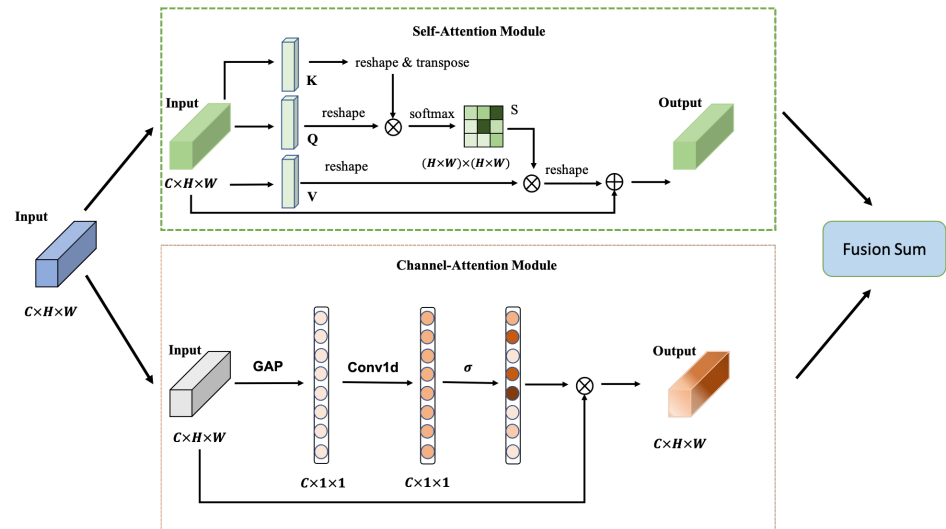 Self-Attention Module
K
reshape & transpose
Input
Output
reshape
softmax
S
Q
(H×W)×(H×W)
reshape
reshape
C×H×W
V
Input
C×H×W
Fusion Sum
Channel-Attention Module
Input
GAP
Conv1d
σ
Output
C×H×W
C×H×W
C×1×1
C×1×1